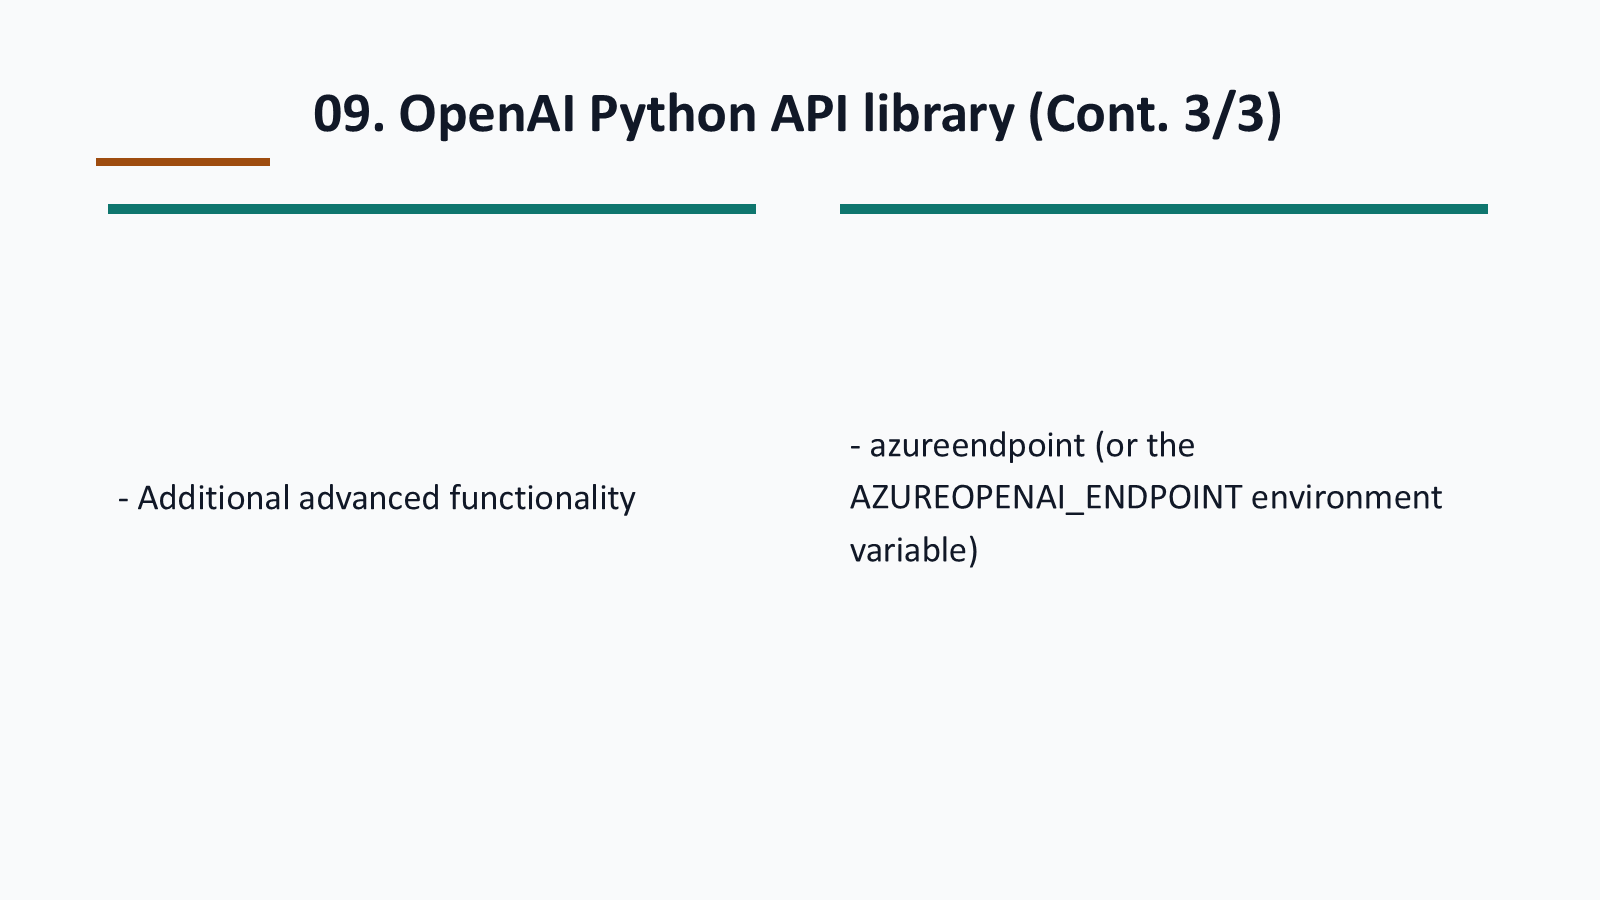 09. OpenAI Python API library (Cont. 3/3)
- Additional advanced functionality
- azureendpoint (or the
AZUREOPENAI_ENDPOINT environment
variable)